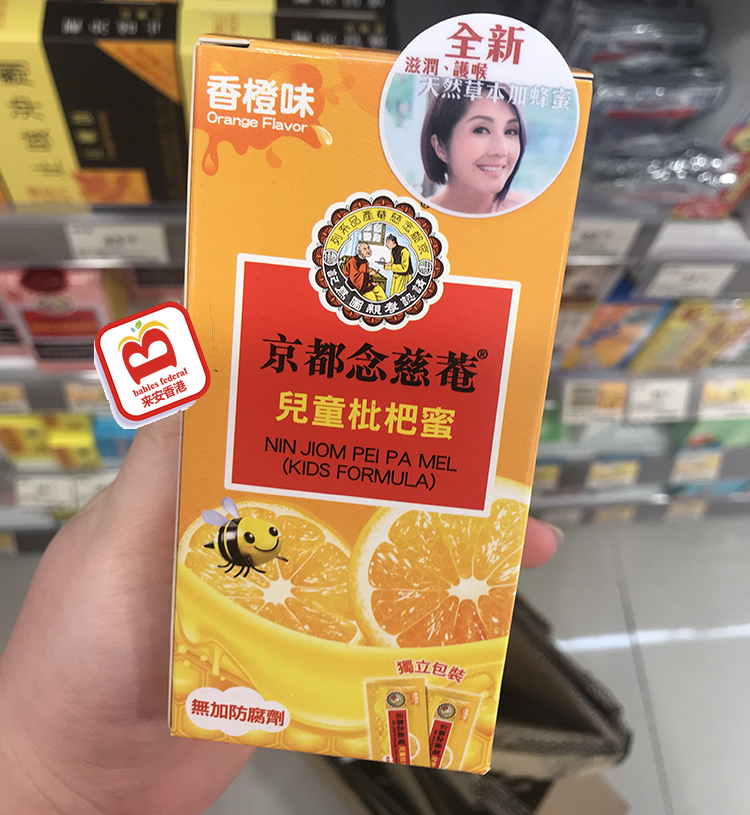 全新
滋潤、護喉
天然草本加蜂蜜
香橙味
Orange Flavor
京都念慈菴®
兒童枇杷蜜
NIN JIOM PEI PA MEL
(KIDS FORMULA)
babies federal
来安香港
獨立包裝
無加防腐劑